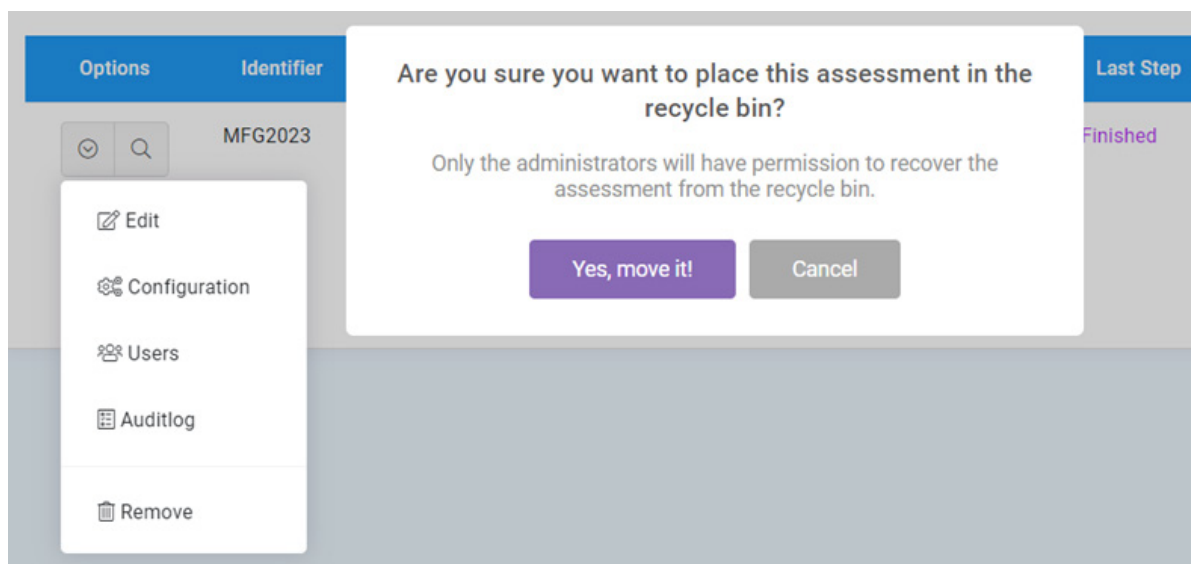 Options Identifier Last Step
Are you sure you want to place this assessment in the
recycle bin?
MFG2023 Finished
Only the administrators will have permission to recover the
assessment from the recycle bin.
Yes, move it! Cancel
Edit
Configuration
Users
Auditlog
Remove